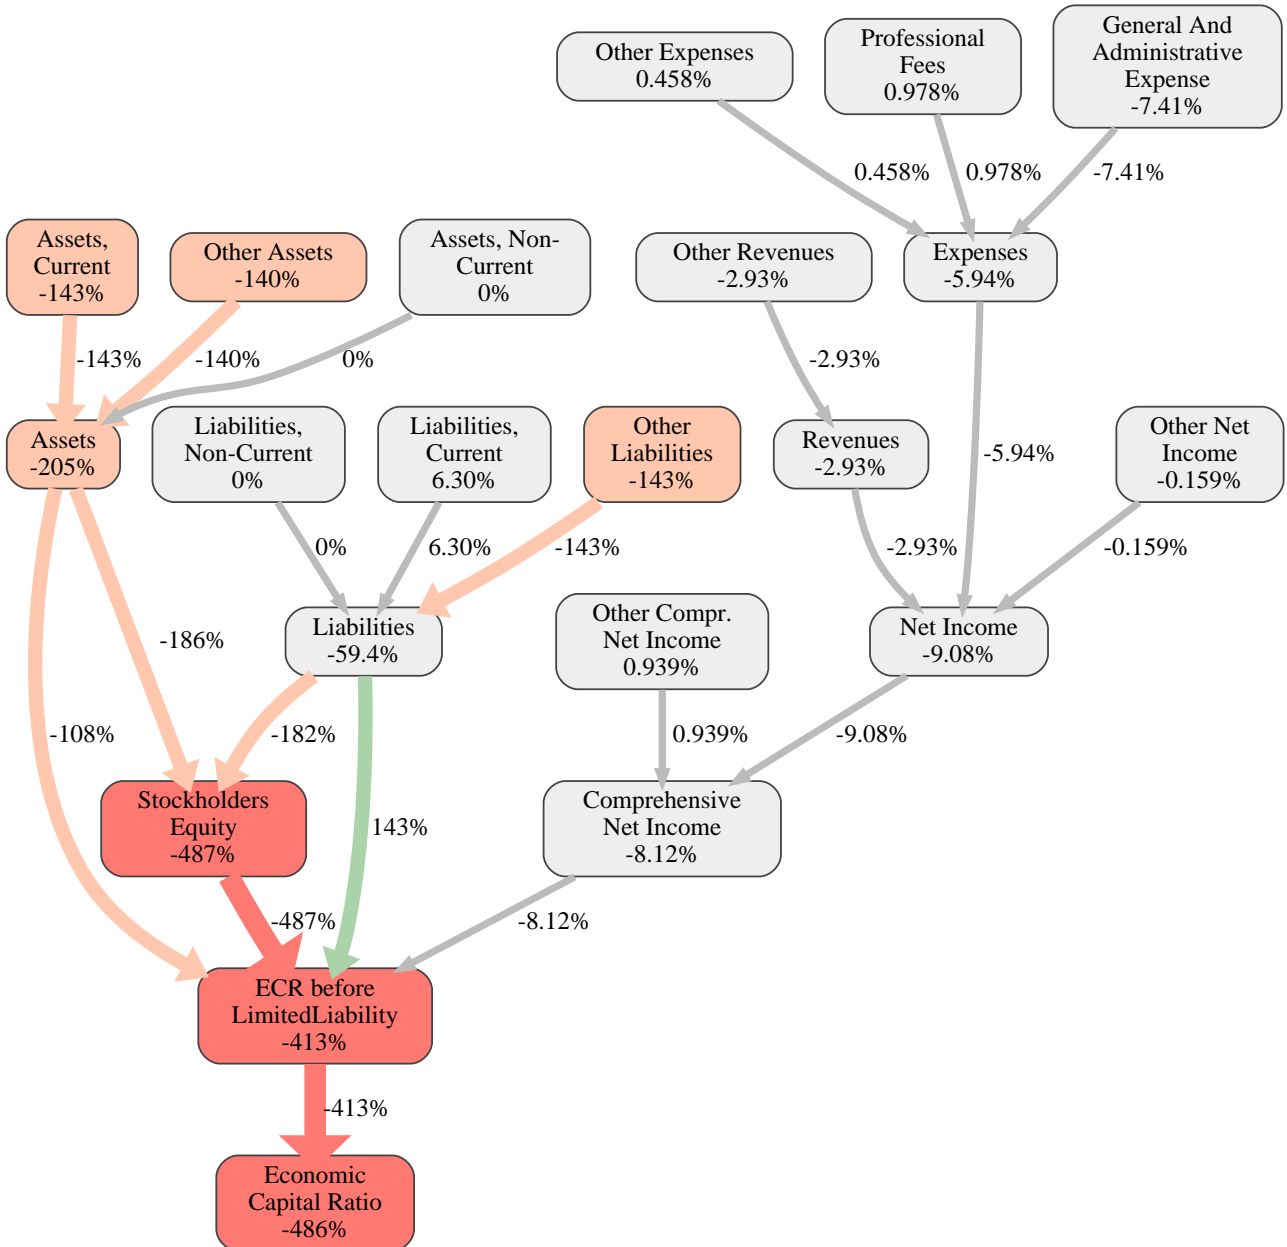 Other Expenses
0.458%
Professional
Fees
0.978%
General And
Administrative
Expense
-7.41%
0.458%
0.978%
-7.41%
Assets,
Current
-143%
Other Assets
-140%
Assets, Non-
Current
0%
Other Revenues
-2.93%
Expenses
-5.94%
-143%
-140%
0%
-2.93%
Assets
-205%
Liabilities,
Non-Current
0%
Liabilities,
Current
6.30%
Other
Liabilities
-143%
Revenues
-2.93%
-5.94%
Other Net
Income
-0.159%
0%
6.30%
-143%
-2.93%
-0.159%
-186%
Liabilities
-59.4%
Other Compr.
Net Income
0.939%
Net Income
-9.08%
-108%
-182%
0.939%
-9.08%
Stockholders
Equity
-487%
143%
Comprehensive
Net Income
-8.12%
-487%
-8.12%
ECR before
LimitedLiability
-413%
-413%
Economic
Capital Ratio
-486%